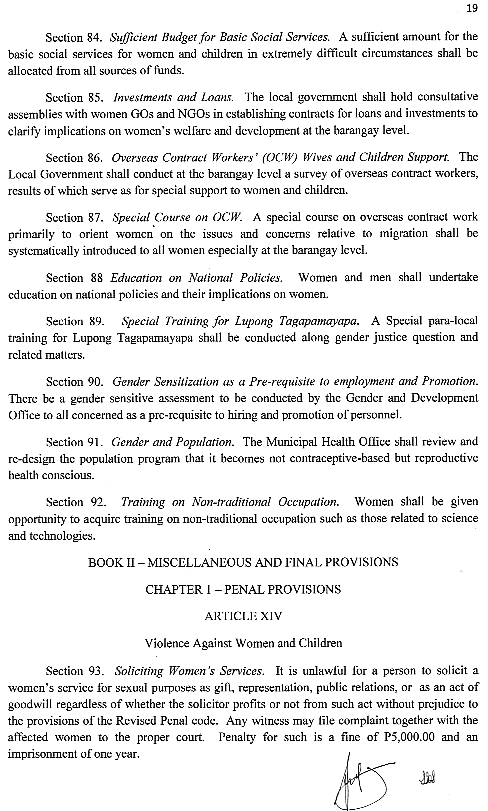 19
Section 84. Sufficient Budget for Basic Social Services. A sufficient amount for the
basic social services for women and children in extremely difficult circumstances shall be
allocated from all sources of funds.
Section 85. Investments and Loans. The local government shall hold consultative
assemblies with women GOs and NGOs in establishing contracts for loans and investments to
clarify implications on women's welfare and development at the barangay level.
Section 86. Overseas Contract Workers' (OCW) Wives and Children Support. The
Local Government shall conduct at the barangay level a survey of overseas contract workers,
results of which serve as for special support to women and children.
Section 87. Special Course on OCW. A special course on overseas contract work
primarily to orient women on the issues and concerns relative to migration shall be
systematically introduced to all women especially at the barangay level.
Section 88 Education on National Policies. Women and men shall undertake
education on national policies and their implications on women.
Section 89. Special Training for Lupong Tagapamayapa. A Special para-local
training for Lupong Tagapamayapa shall be conducted along gender justice question and
related matters.
Section 90. Gender Sensitization as a Pre-requisite to employment and Promotion.
There be a gender sensitive assessment to be conducted by the Gender and Development
Office to all concerned as a pre-requisite to hiring and promotion of personnel.
Section 91. Gender and Population. The Municipal Health Office shall review and
re-design the population program that it becomes not contraceptive-based but reproductive
health conscious.
Section 92. Training on Non-traditional Occupation. Women shall be given
opportunity to acquire training on non-traditional occupation such as those related to science
and technologies.
BOOK II – MISCELLANEOUS AND FINAL PROVISIONS
CHAPTER I – PENAL PROVISIONS
ARTICLE XIV
Violence Against Women and Children
Section 93. Soliciting Women's Services. It is unlawful for a person to solicit a
women's service for sexual purposes as gift, representation, public relations, or as an act of
goodwill regardless of whether the solicitor profits or not from such act without prejudice to
the provisions of the Revised Penal code. Any witness may file complaint together with the
affected women to the proper court. Penalty for such is a fine of P5,000.00 and an
imprisonment of one year.